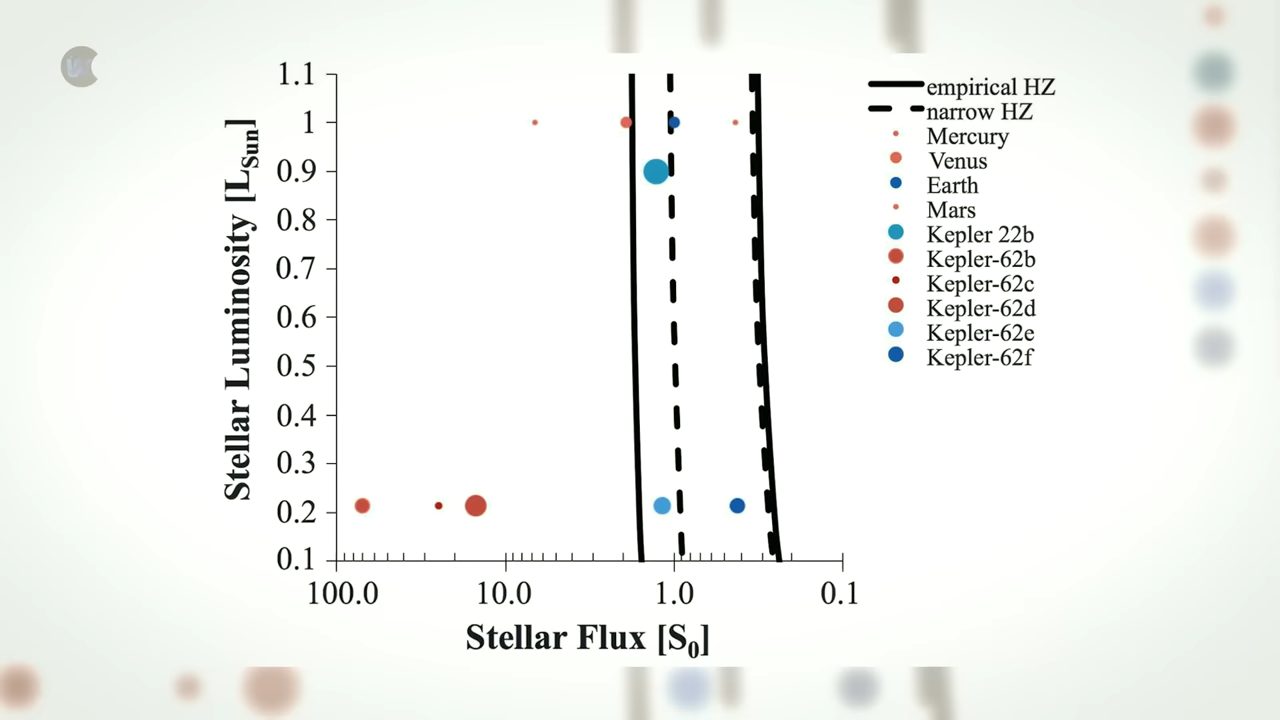 1.1
1
0.9
0.8
0.7
0.6
0.5
0.4
0.3
0.2
0.1
Stellar Luminosity [L_Sun]
100.0 10.0 1.0 0.1
Stellar Flux [S_0]
empirical HZ
narrow HZ
Mercury
Venus
Earth
Mars
Kepler 22b
Kepler-62b
Kepler-62c
Kepler-62d
Kepler-62e
Kepler-62f